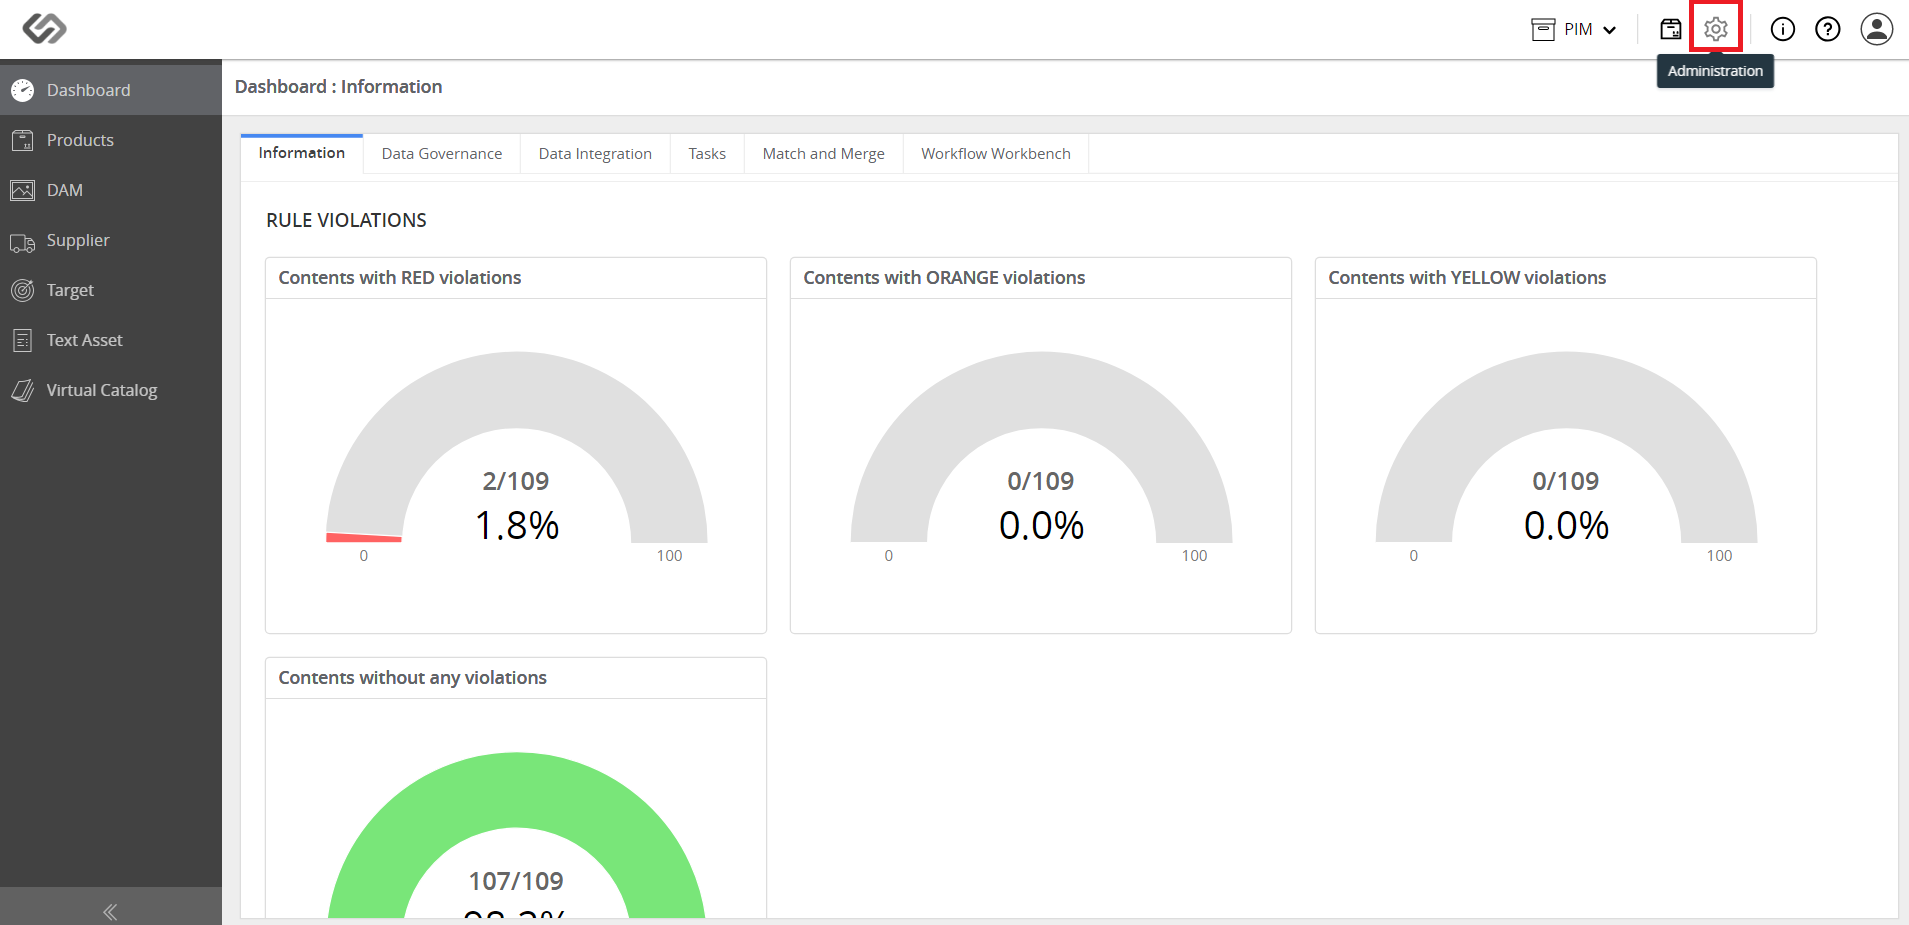 PIM
Administration
Dashboard
Products
DAM
Supplier
Target
Text Asset
Virtual Catalog
Dashboard : Information
Information
Data Governance
Data Integration
Tasks
Match and Merge
Workflow Workbench
RULE VIOLATIONS
Contents with RED violations
2/109
1.8%
0
100
Contents with ORANGE violations
0/109
0.0%
0
100
Contents with YELLOW violations
0/109
0.0%
0
100
Contents without any violations
107/109